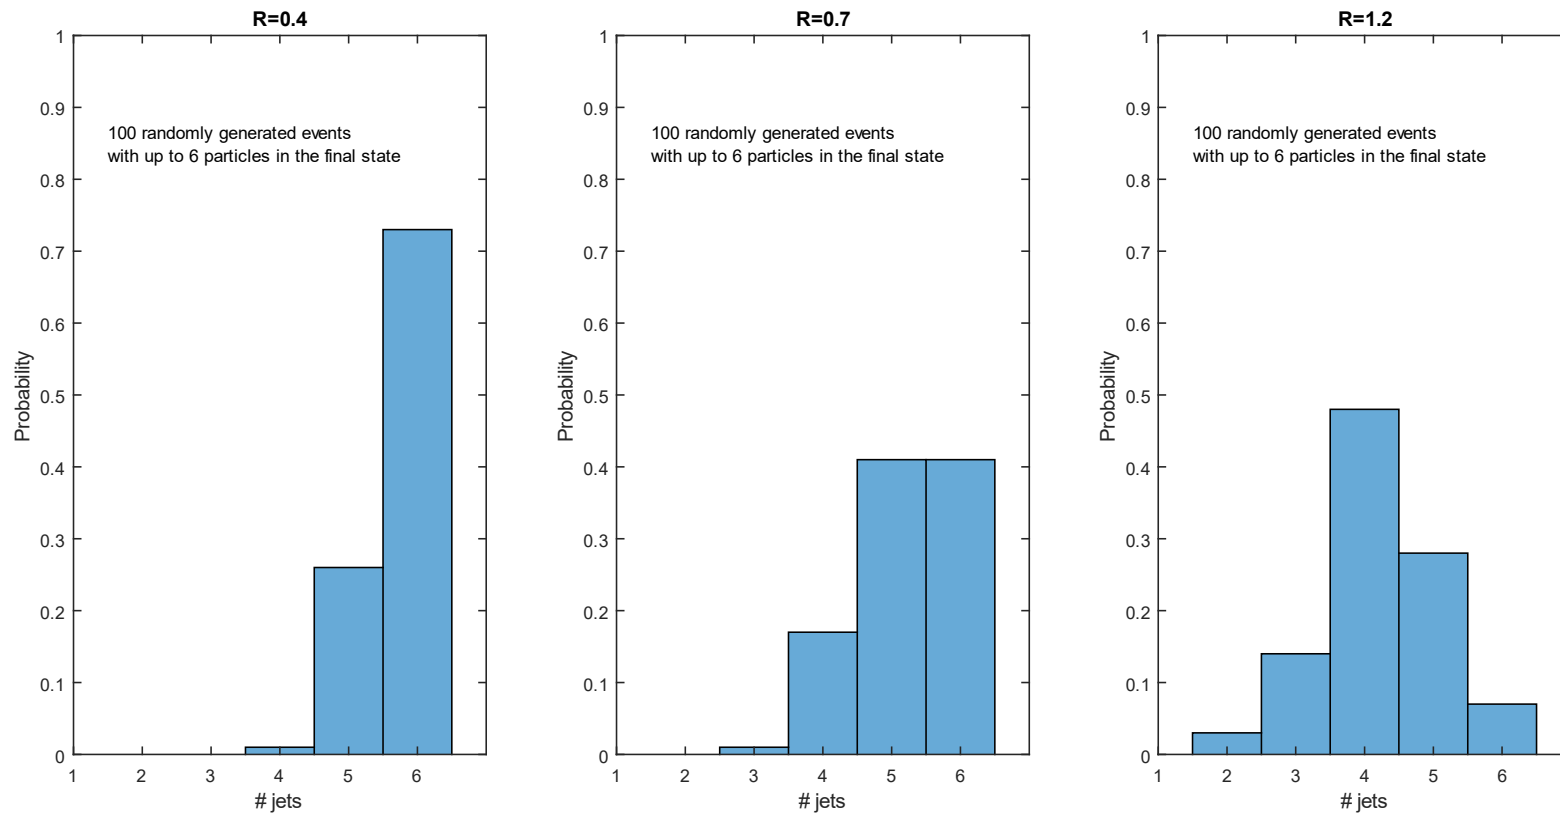 R=0.4
1
0.9
0.8
0.7
0.6
0.5
0.4
0.3
0.2
0.1
0
Probability
100 randomly generated events
with up to 6 particles in the final state
1 2 3 4 5 6
# jets
R=0.7
1
0.9
0.8
0.7
0.6
0.5
0.4
0.3
0.2
0.1
0
Probability
100 randomly generated events
with up to 6 particles in the final state
1 2 3 4 5 6
# jets
R=1.2
1
0.9
0.8
0.7
0.6
0.5
0.4
0.3
0.2
0.1
0
Probability
100 randomly generated events
with up to 6 particles in the final state
1 2 3 4 5 6
# jets